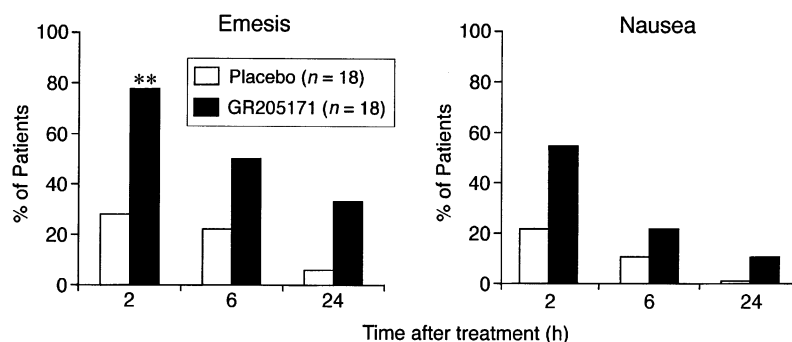 Emesis
% of Patients
100
80
60
40
20
0
**
Placebo (n = 18)
GR205171 (n = 18)
2 6 24
Nausea
% of Patients
100
80
60
40
20
0
2 6 24
Time after treatment (h)